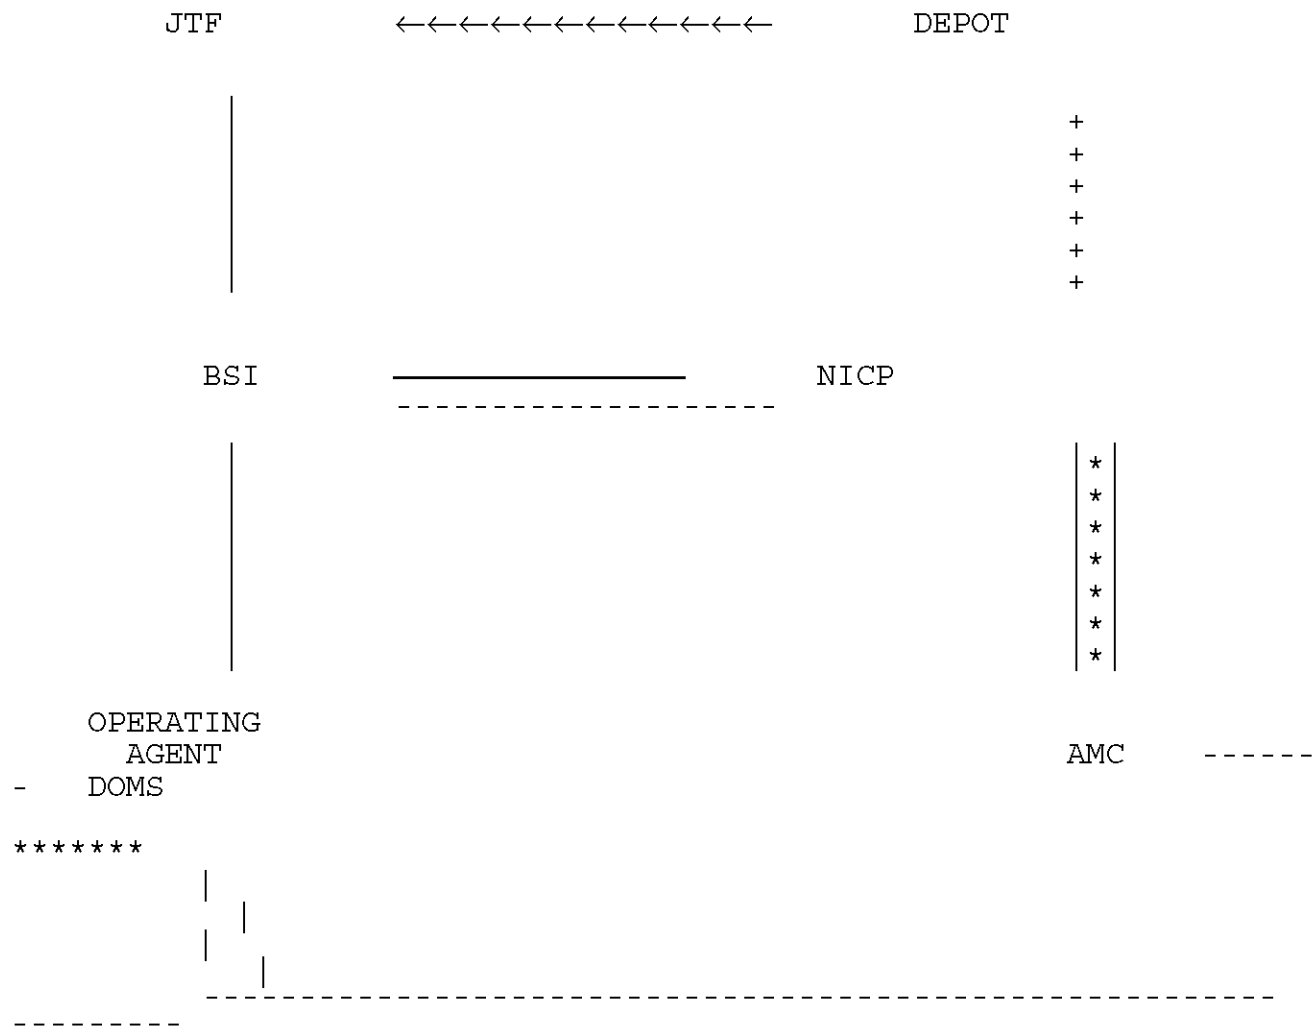 JTF ←←←←←←←←←←←← DEPOT
+
+
+
+
+
+
BSI NICP
--------------------
| * |
*
*
*
*
*
| * |
OPERATING
AGENT AMC ------
- DOMS
*******
|
|
|
|
--------------------------------------------------------
---------